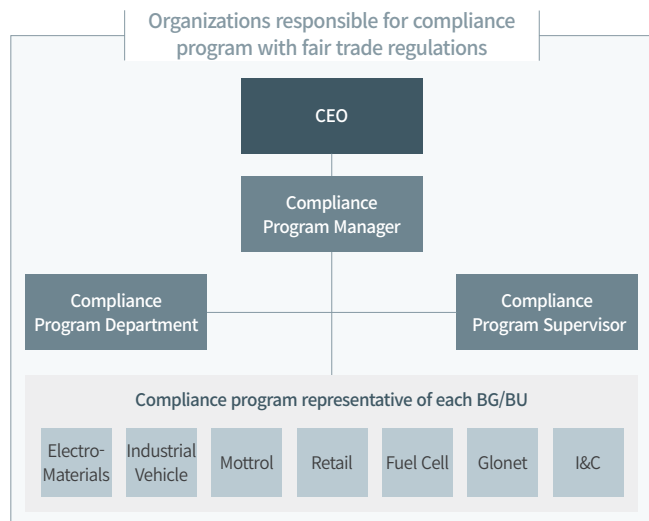 Organizations responsible for compliance
program with fair trade regulations
CEO
Compliance
Program Manager
Compliance
Program Department
Compliance
Program Supervisor
Compliance program representative of each BG/BU
Electro-
Materials
Industrial
Vehicle
Mottrol
Retail
Fuel Cell
Glonet
I&C